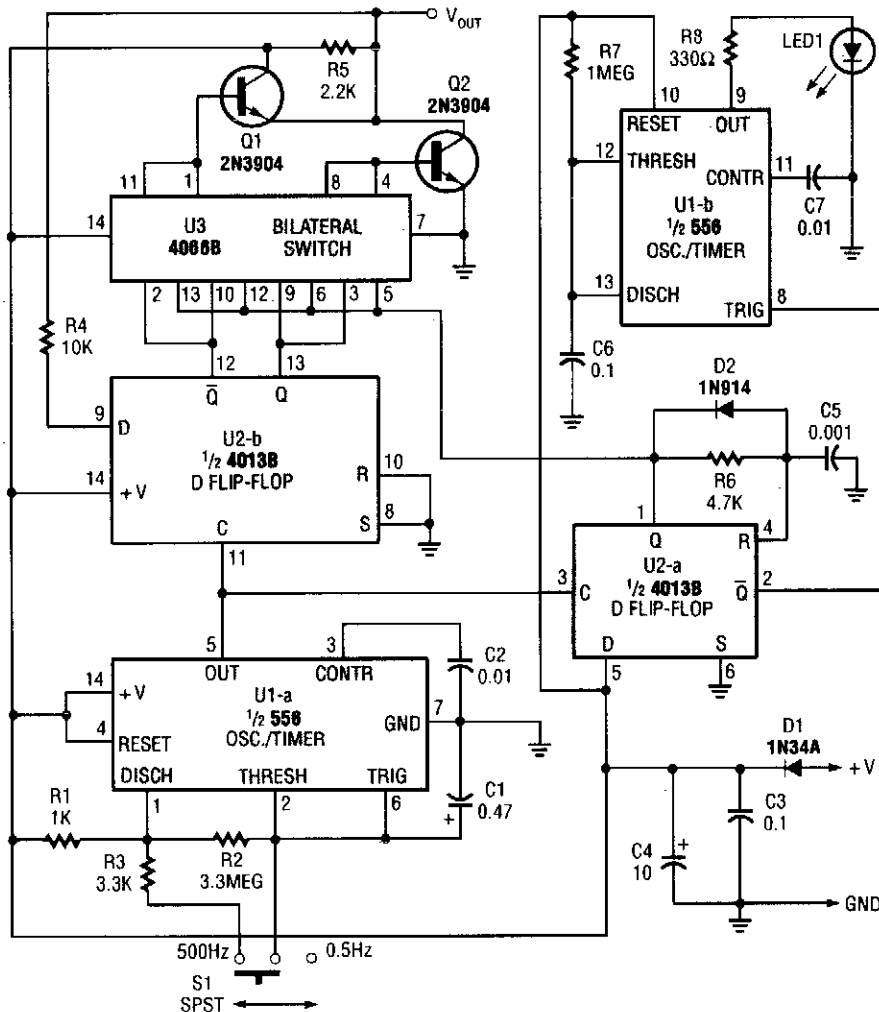 VOUT
R5
2.2K
Q1
2N3904
Q2
2N3904
11
1
8
4
14
U3
4066B
BILATERAL
SWITCH
7
2
13
10
12
9
6
3
5
R4
10K
12
13
Q̅
Q
9
D
U2-b
1/2 4013B
D FLIP-FLOP
14
+V
R
10
S
8
C
11
R7
1MEG
R8
330Ω
LED1
10
9
RESET
OUT
12
THRESH
CONTR
11
C7
0.01
U1-b
1/2 556
OSC./TIMER
13
DISCH
TRIG
8
C6
0.1
D2
1N914
C5
0.001
R6
4.7K
1
4
Q
R
3
C
U2-a
1/2 4013B
D FLIP-FLOP
Q̅
2
D
S
5
6
5
3
OUT
CONTR
C2
0.01
14
+V
U1-a
1/2 556
OSC./TIMER
GND
7
4
RESET
DISCH
THRESH
TRIG
1
2
6
C1
0.47
+
R1
1K
R2
3.3MEG
R3
3.3K
500Hz
0.5Hz
S1
SPST
D1
1N34A
+V
C3
0.1
C4
10
+
GND